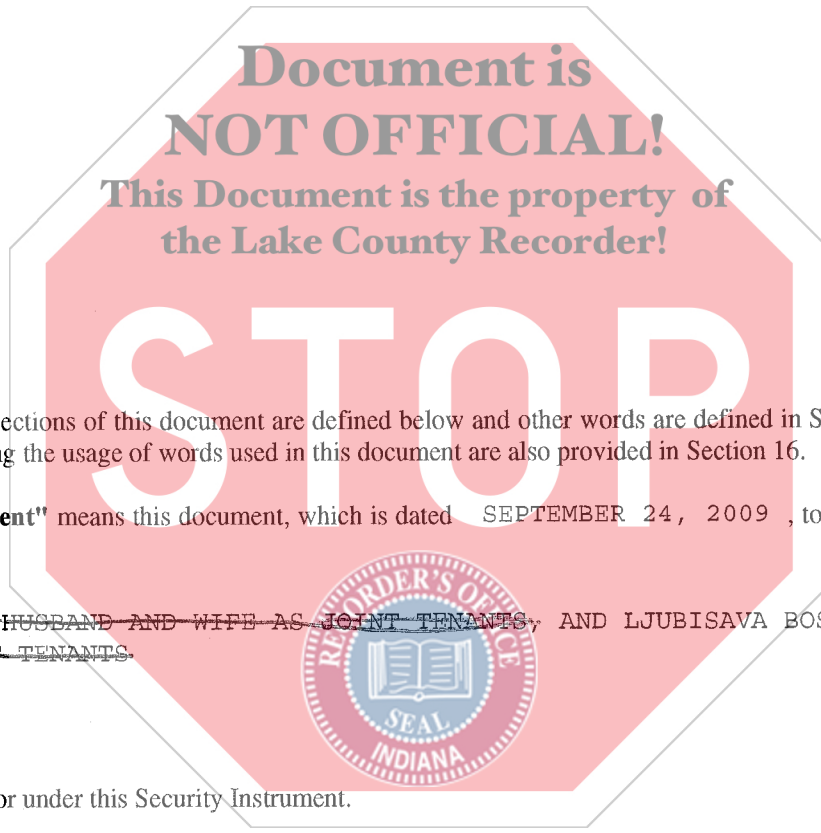 Document is
NOT OFFICIAL!
This Document is the property of
the Lake County Recorder!
STOP
ections of this document are defined below and other words are defined in S
g the usage of words used in this document are also provided in Section 16.
ent" means this document, which is dated SEPTEMBER 24, 2009 , to
HUSBAND AND WIFE AS JOINT TENANTS, AND LJUBISAVA BOS
TENANTS
RECORDER'S OFFICE
SEAL
INDIANA
or under this Security Instrument.